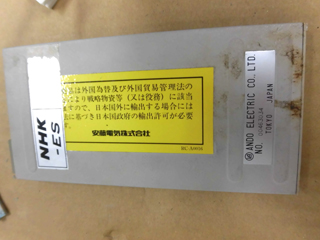 NHK
-ES
品は外国為替及び外国貿易管理法の
により戦略物資等(又は役務)に該当
ますので、日本国外に輸出する場合には
法に基づき日本国政府の輸出許可が必要
す。
安藤電気株式会社
ANDO ELECTRIC CO., LTD.
NO.
TOKYO JAPAN